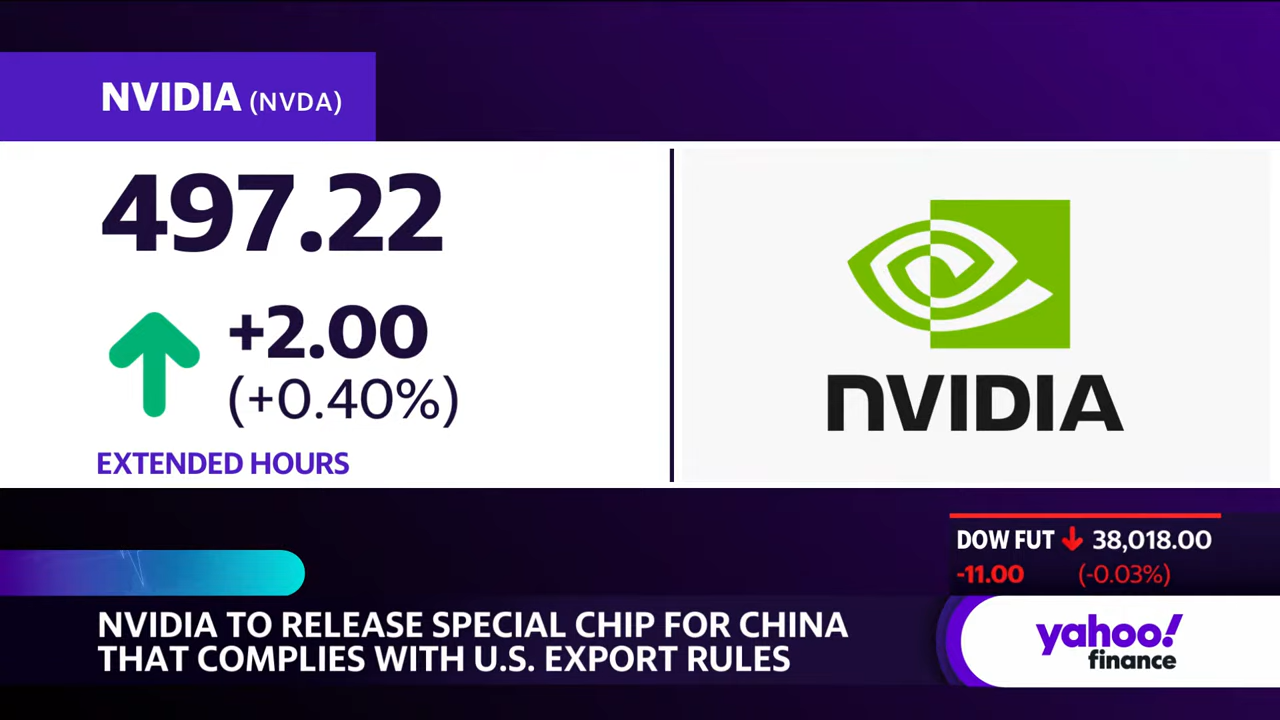 NVIDIA (NVDA)
497.22
+2.00
(+0.40%)
EXTENDED HOURS
NVIDIA
DOW FUT 38,018.00
-11.00 (-0.03%)
NVIDIA TO RELEASE SPECIAL CHIP FOR CHINA
THAT COMPLIES WITH U.S. EXPORT RULES
yahoo!
finance